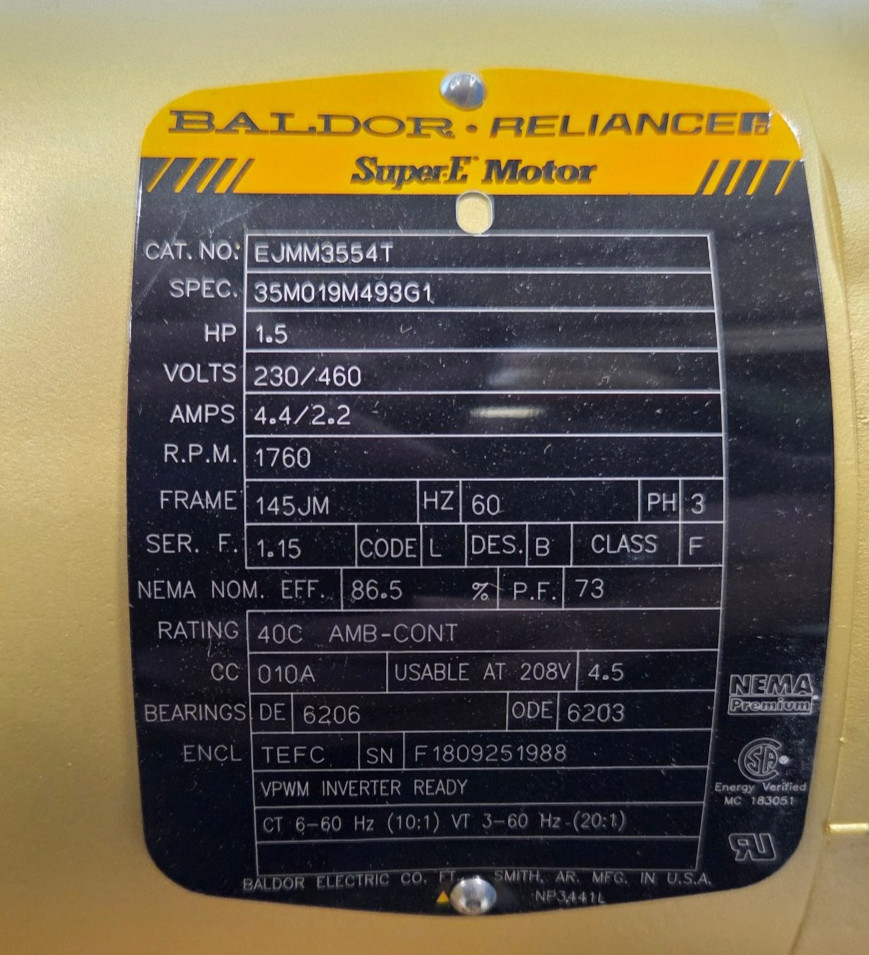 BALDOR · RELIANCE
Super-E Motor
CAT. NO. EJMM3554T
SPEC. 35M019M493G1
HP 1.5
VOLTS 230/460
AMPS 4.4/2.2
R.P.M. 1760
FRAME 145JM HZ 60 PH 3
SER. F. 1.15 CODE L DES. B CLASS F
NEMA NOM. EFF. 86.5 % P.F. 73
RATING 40C AMB-CONT
CC 010A USABLE AT 208V 4.5
BEARINGS DE 6206 ODE 6203
ENCL TEFC SN F1809251988
VPWM INVERTER READY
CT 6-60 Hz (10:1) VT 3-60 Hz (20:1)
NEMA
Premium
SA
Energy Verified
MC 183051
RU
BALDOR ELECTRIC CO. FT. SMITH, AR. MFG. IN U.S.A.
NP3441L